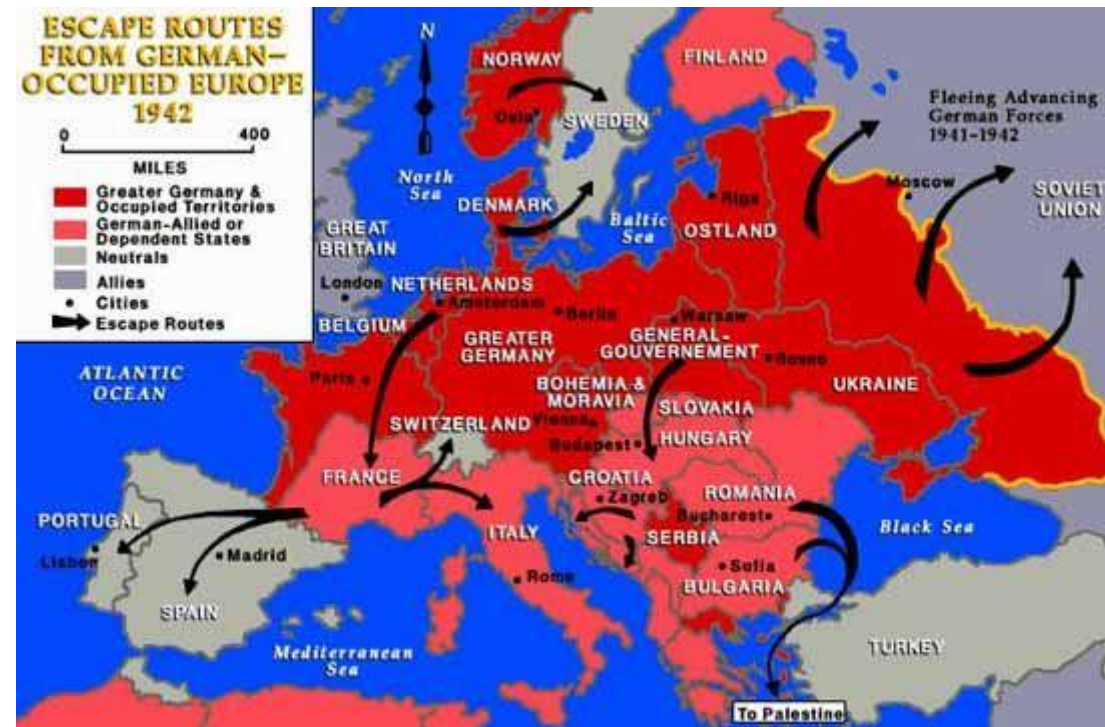 ESCAPE ROUTES
FROM GERMAN–
OCCUPIED EUROPE
1942
0 400
MILES
Greater Germany &
Occupied Territories
German-Allied or
Dependent States
Neutrals
Allies
Cities
Escape Routes
N
NORWAY
Oslo
SWEDEN
FINLAND
Fleeing Advancing
German Forces
1941–1942
Moscow
SOVIET
UNION
North
Sea
DENMARK
Baltic
Sea
Riga
OSTLAND
GREAT
BRITAIN
London
NETHERLANDS
Amsterdam
Berlin
Warsaw
BELGIUM
GREATER
GERMANY
GENERAL-
GOUVERNEMENT
ATLANTIC
OCEAN
Paris
BOHEMIA &
MORAVIA
UKRAINE
SLOVAKIA
SWITZERLAND
Vienna
Budapest
HUNGARY
FRANCE
CROATIA
Zagreb
ROMANIA
Bucharest
PORTUGAL
Lisbon
Madrid
ITALY
SERBIA
Black Sea
Rome
Sofia
BULGARIA
SPAIN
Mediterranean
Sea
TURKEY
To Palestine